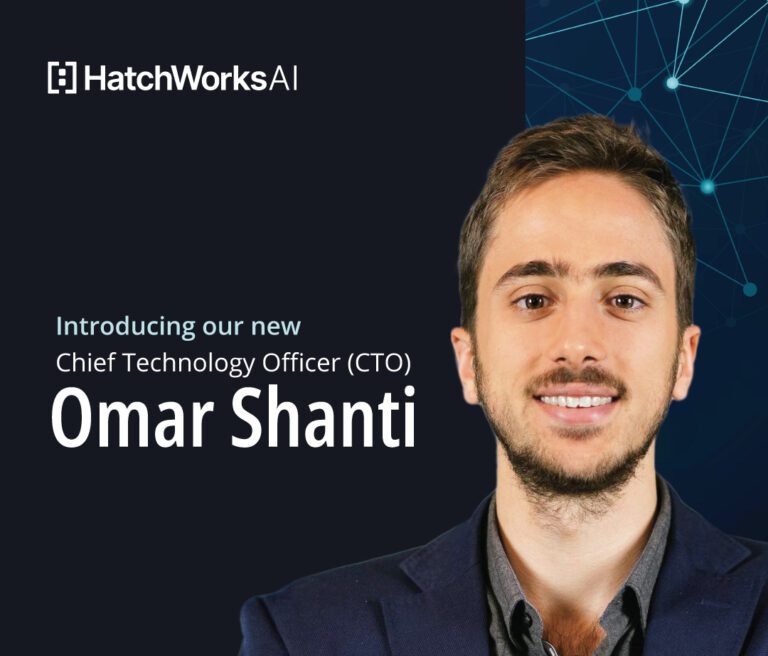 HatchWorksAI
Introducing our new
Chief Technology Officer (CTO)
Omar Shanti